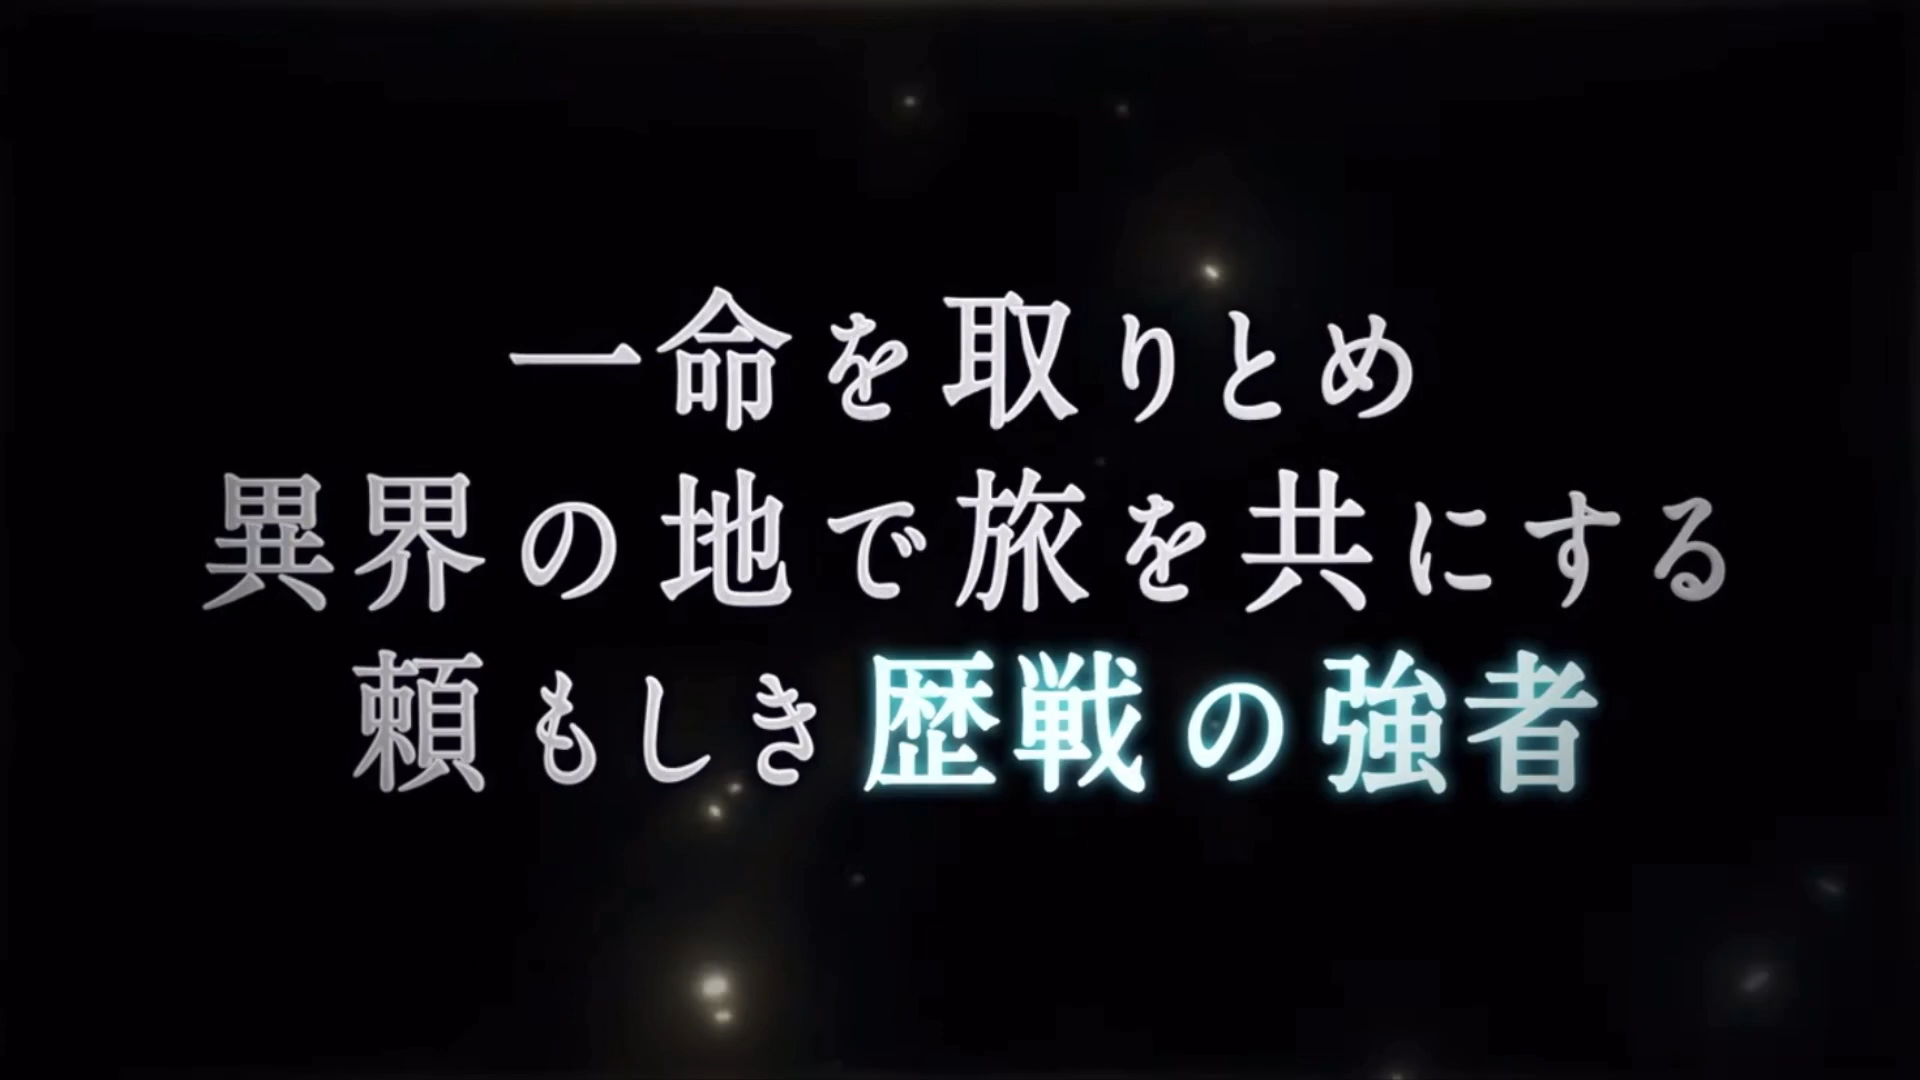 一命を取りとめ
異界の地で旅を共にする
頼もしき歴戦の強者